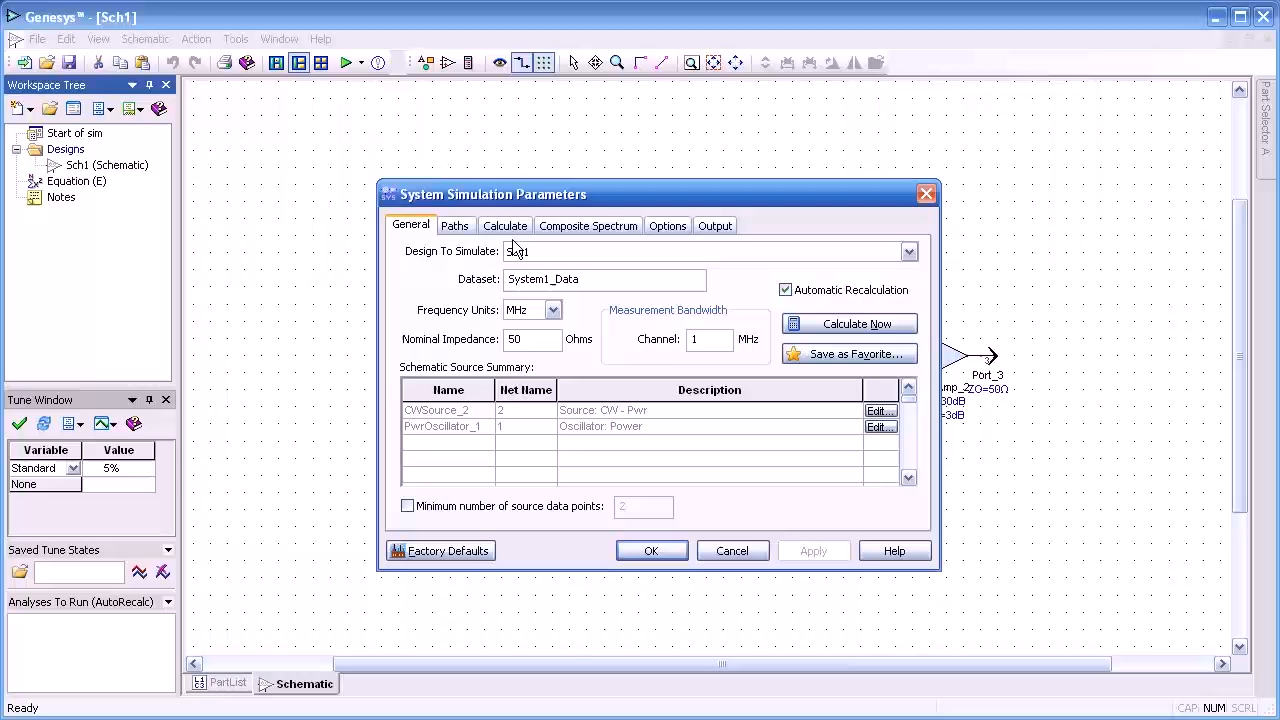 Genesys™ - [Sch1]
File Edit View Schematic Action Tools Window Help
Workspace Tree
Start of sim
Designs
Sch1 (Schematic)
Equation (E)
Notes
Tune Window
Variable Value
Standard 5%
None
Saved Tune States
Analyses To Run (AutoRecalc)
System Simulation Parameters
General Paths Calculate Composite Spectrum Options Output
Design To Simulate: Sch1
Dataset: System1_Data
Automatic Recalculation
Frequency Units: MHz
Measurement Bandwidth
Calculate Now
Nominal Impedance: 50 Ohms
Channel: 1 MHz
Save as Favorite...
Schematic Source Summary:
Name Net Name Description
CWSource_2 2 Source: CW - Pwr Edit...
PwrOscillator_1 1 Oscillator: Power Edit...
Minimum number of source data points: 2
Factory Defaults OK Cancel Apply Help
3
Port_3
ZO=50Ω
mp_2
30dB
=3dB
Part Selector A
PartList Schematic
Ready CAP NUM SCRL